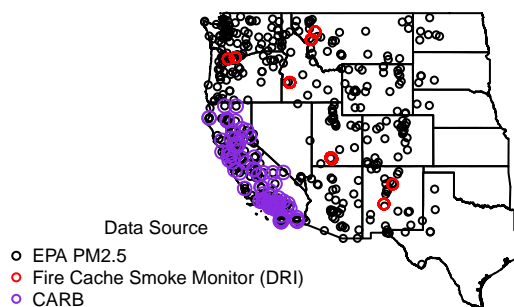 Data Source
EPA PM2.5
Fire Cache Smoke Monitor (DRI)
CARB